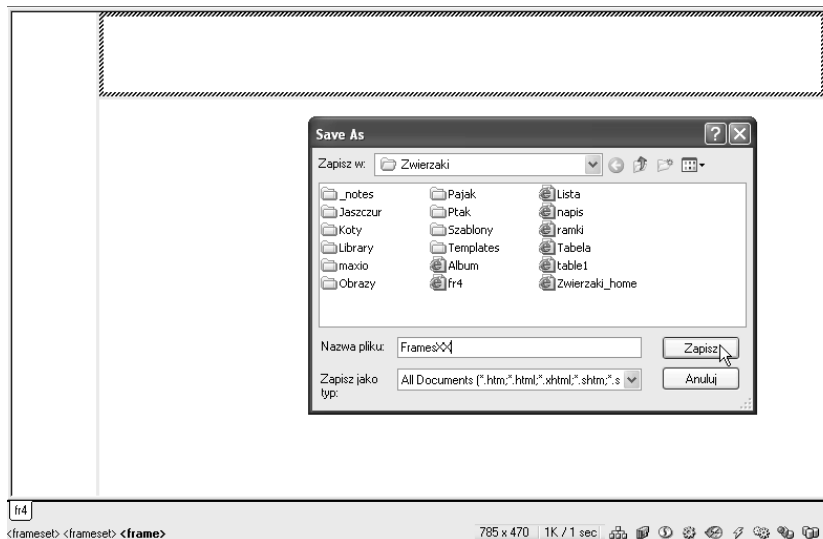 Save As
Zapisz w: Zwierzaki
_notes Pajak Lista
Jaszczur Ptak napis
Koty Szablony ramki
Library Templates Tabela
maxio Album table1
Obrazy fr4 Zwierzaki_home
Nazwa pliku: FramesXX Zapisz
Zapisz jako typ: All Documents (*.htm;*.html;*.xhtml;*.shtm;*.s Anuluj
fr4
<frameset> <frameset> <frame> 785 x 470 1K / 1 sec